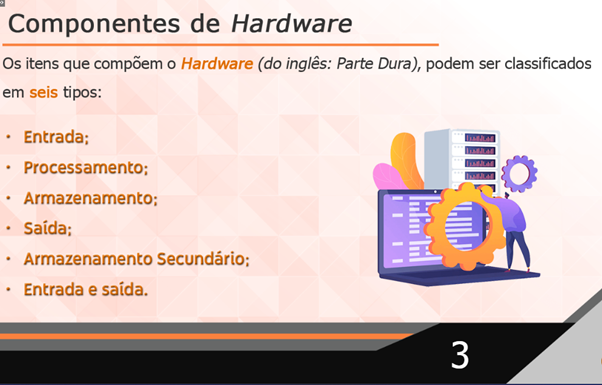 Componentes de Hardware
Os itens que compõem o Hardware (do inglês: Parte Dura), podem ser classificados
em seis tipos:
• Entrada;
• Processamento;
• Armazenamento;
• Saída;
• Armazenamento Secundário;
• Entrada e saída.
3